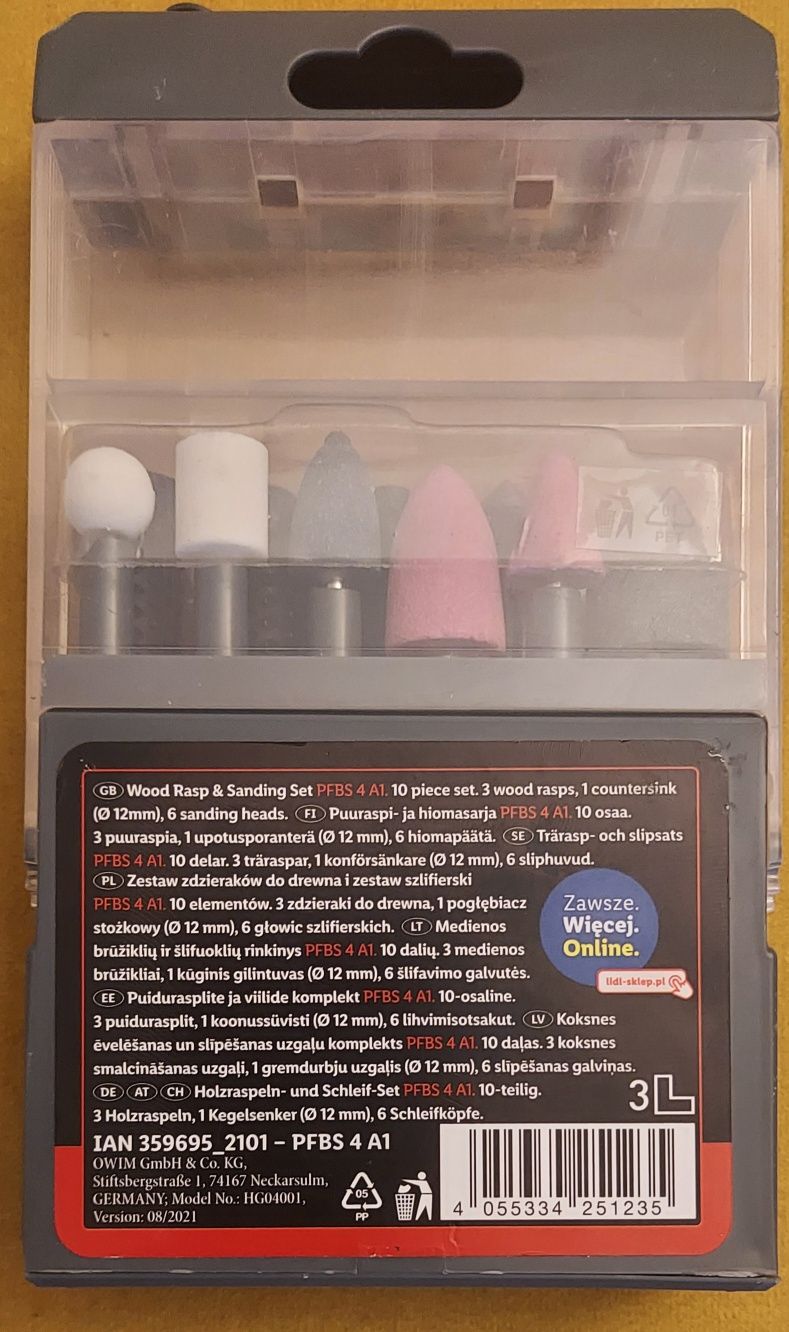 PET
GB Wood Rasp & Sanding Set PFBS 4 A1. 10 piece set. 3 wood rasps, 1 countersink
(Ø 12mm), 6 sanding heads. FI Puuraspi- ja hiomasarja PFBS 4 A1. 10 osaa.
3 puuraspia, 1 upotusporanterä (Ø 12 mm), 6 hiomapäätä. SE Trärasp- och slipsats
PFBS 4 A1. 10 delar. 3 träraspar, 1 konförsänkare (Ø 12 mm), 6 sliphuvud.
PL Zestaw zdzieraków do drewna i zestaw szlifierski
PFBS 4 A1. 10 elementów. 3 zdzieraki do drewna, 1 pogłębiacz
stożkowy (Ø 12 mm), 6 głowic szlifierskich. LT Medienos
brūžiklių ir šlifuoklių rinkinys PFBS 4 A1. 10 dalių. 3 medienos
brūžikliai, 1 kūginis gilintuvas (Ø 12 mm), 6 šlifavimo galvutės.
EE Puidurasplite ja viilide komplekt PFBS 4 A1. 10-osaline.
3 puidurasplit, 1 koonussüvisti (Ø 12 mm), 6 lihvimisotsakut. LV Koksnes
ēvelēšanas un slīpēšanas uzgaļu komplekts PFBS 4 A1. 10 daļas. 3 koksnes
smalcināšanas uzgaļi, 1 gremdurbju uzgalis (Ø 12 mm), 6 slīpēšanas galviņas.
DE AT CH Holzraspeln- und Schleif-Set PFBS 4 A1. 10-teilig.
3 Holzraspeln, 1 Kegelsenker (Ø 12 mm), 6 Schleifköpfe.
Zawsze.
Więcej.
Online.
lidl-sklep.pl
3L
IAN 359695_2101 – PFBS 4 A1
OWIM GmbH & Co. KG,
Stiftsbergstraße 1, 74167 Neckarsulm,
GERMANY; Model No.: HG04001,
Version: 08/2021
05
PP
4 055334 251235